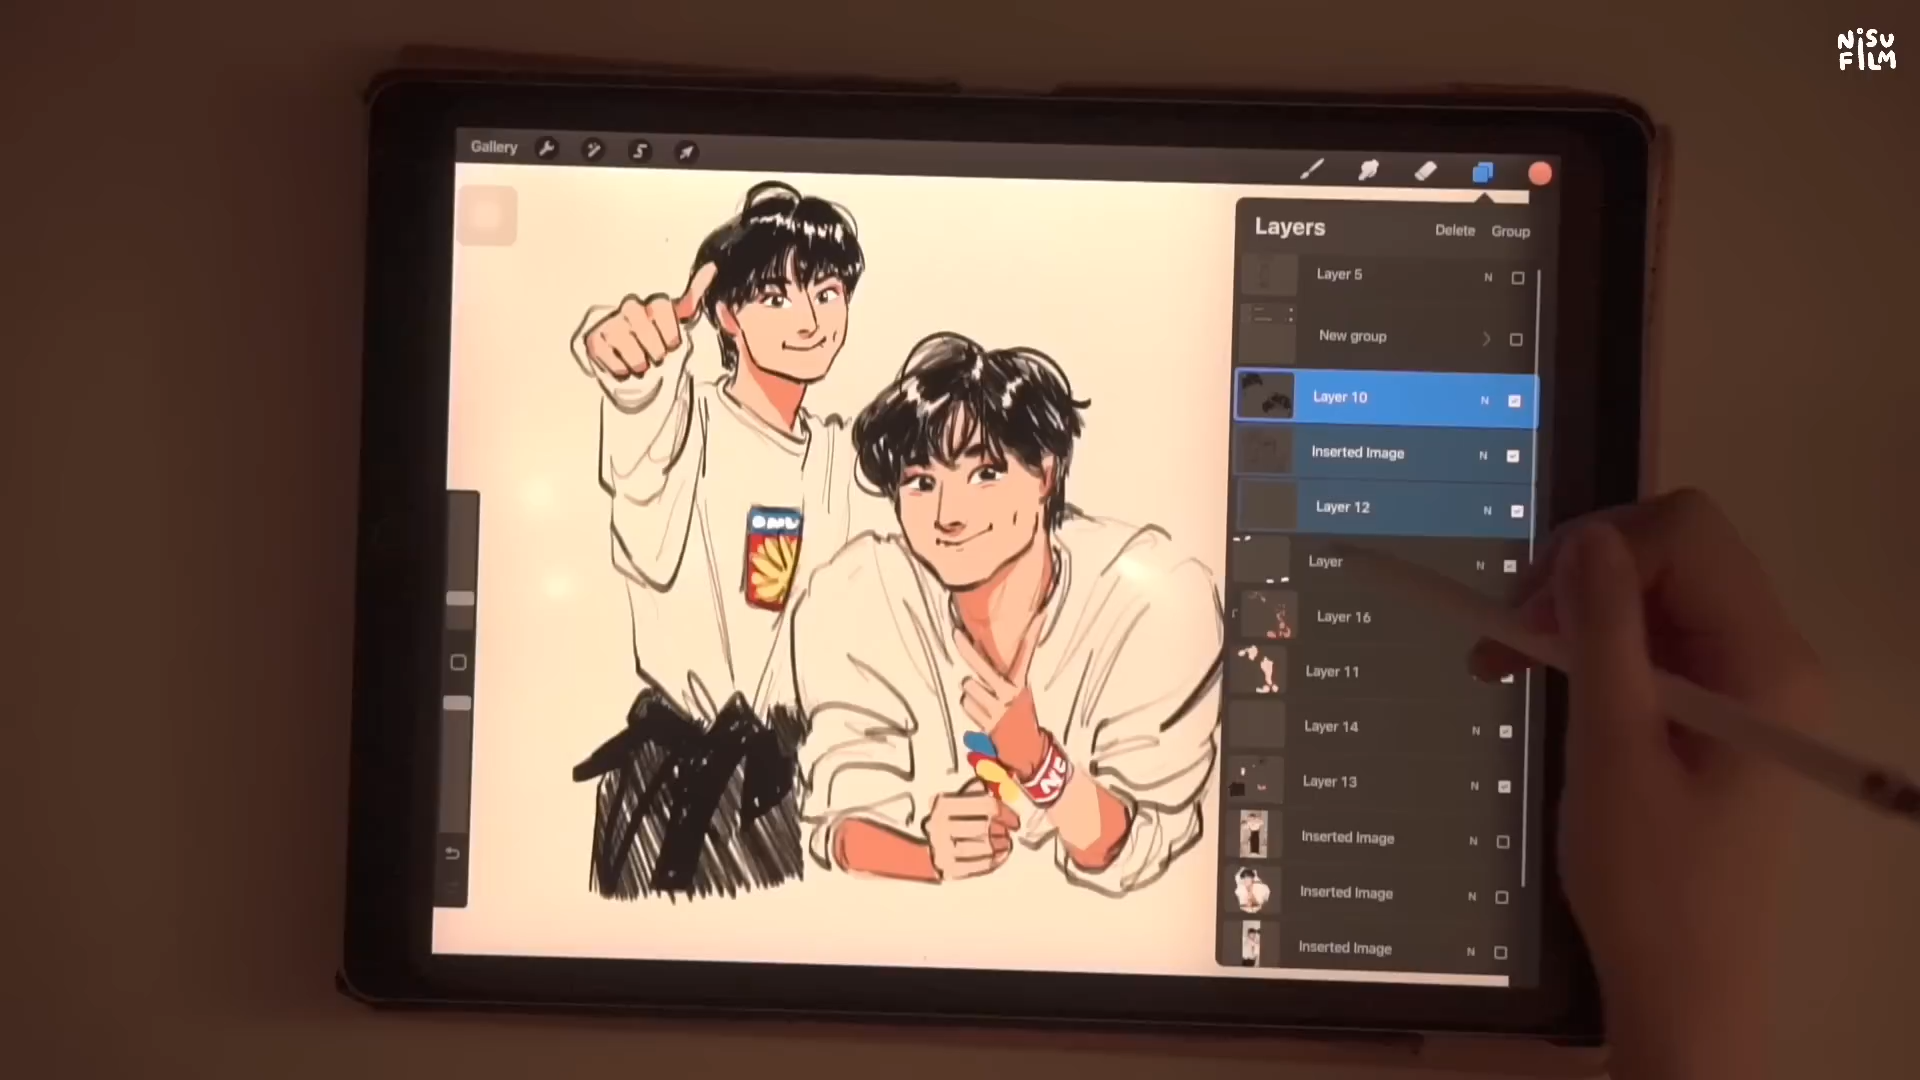 NiSU
FILM
Gallery
Layers
Delete
Group
Layer 5
N
New group
Layer 10
N
Inserted Image
N
Layer 12
N
Layer
N
Layer 16
Layer 11
Layer 14
N
Layer 13
N
Inserted Image
N
Inserted Image
N
Inserted Image
N